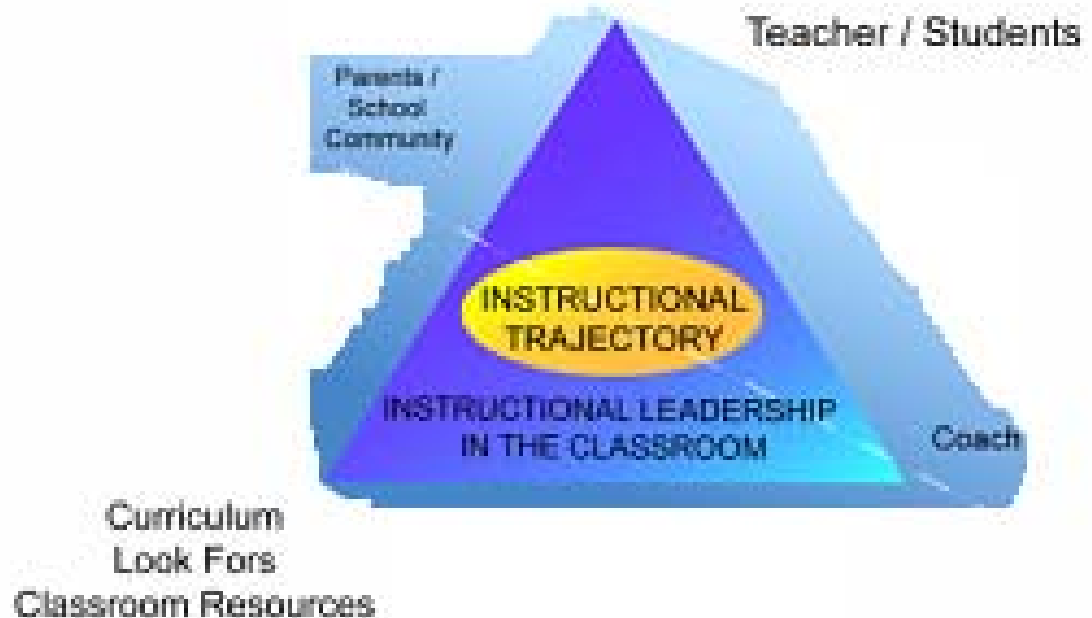 Teacher / Students
Parents /
School
Community
INSTRUCTIONAL
TRAJECTORY
INSTRUCTIONAL LEADERSHIP
IN THE CLASSROOM
Coach
Curriculum
Look Fors
Classroom Resources